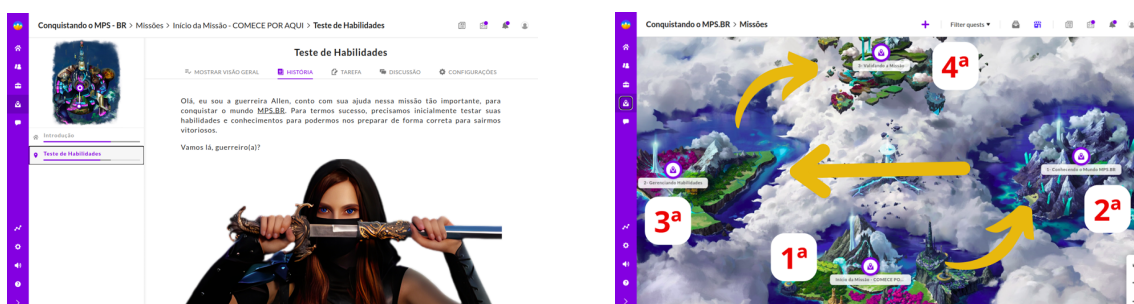 Conquistando o MPS - BR > Missões > Início da Missão - COMECE POR AQUI > Teste de Habilidades
Teste de Habilidades
MOSTRAR VISÃO GERAL HISTÓRIA TAREFA DISCUSSÃO CONFIGURAÇÕES
Introdução
Teste de Habilidades
Olá, eu sou a guerreira Allen, conto com sua ajuda nessa missão tão importante, para
conquistar o mundo MPS.BR. Para termos sucesso, precisamos inicialmente testar suas
habilidades e conhecimentos para podermos nos preparar de forma correta para sairmos
vitoriosos.
Vamos lá, guerreiro(a)?
Conquistando o MPS.BR > Missões
Filter quests
3- Validando a Missão
4ª
1- Conhecendo o Mundo MPS.BR
2ª
2- Gerenciando Habilidades
3ª
1ª
Início da Missão - COMECE PO...